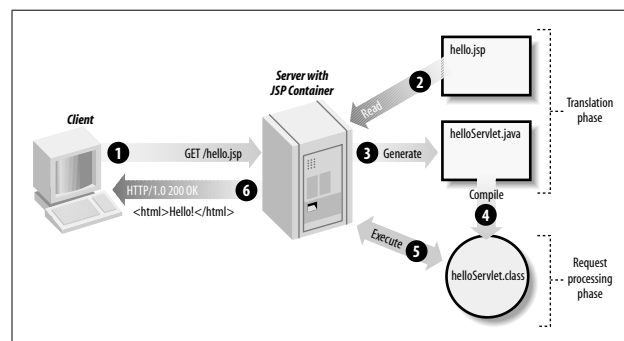 hello.jsp
Server with
JSP Container
2
Read
Translation
phase
Client
1
GET /hello.jsp
3
Generate
helloServlet.java
HTTP/1.0 200 OK
6
<html>Hello!</html>
Compile
4
Execute
5
helloServlet.class
Request
processing
phase